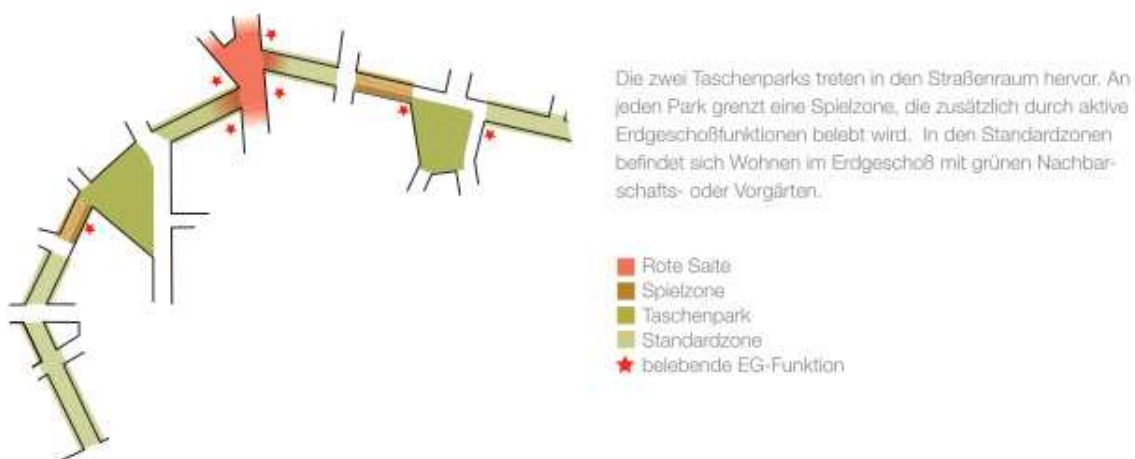 Die zwei Taschenparks treten in den Straßenraum hervor. An
jeden Park grenzt eine Spielzone, die zusätzlich durch aktive
Erdgeschoßfunktionen belebt wird. In den Standardzonen
befindet sich Wohnen im Erdgeschoß mit grünen Nachbar-
schafts- oder Vorgärten.
Rote Saite
Spielzone
Taschenpark
Standardzone
belebende EG-Funktion